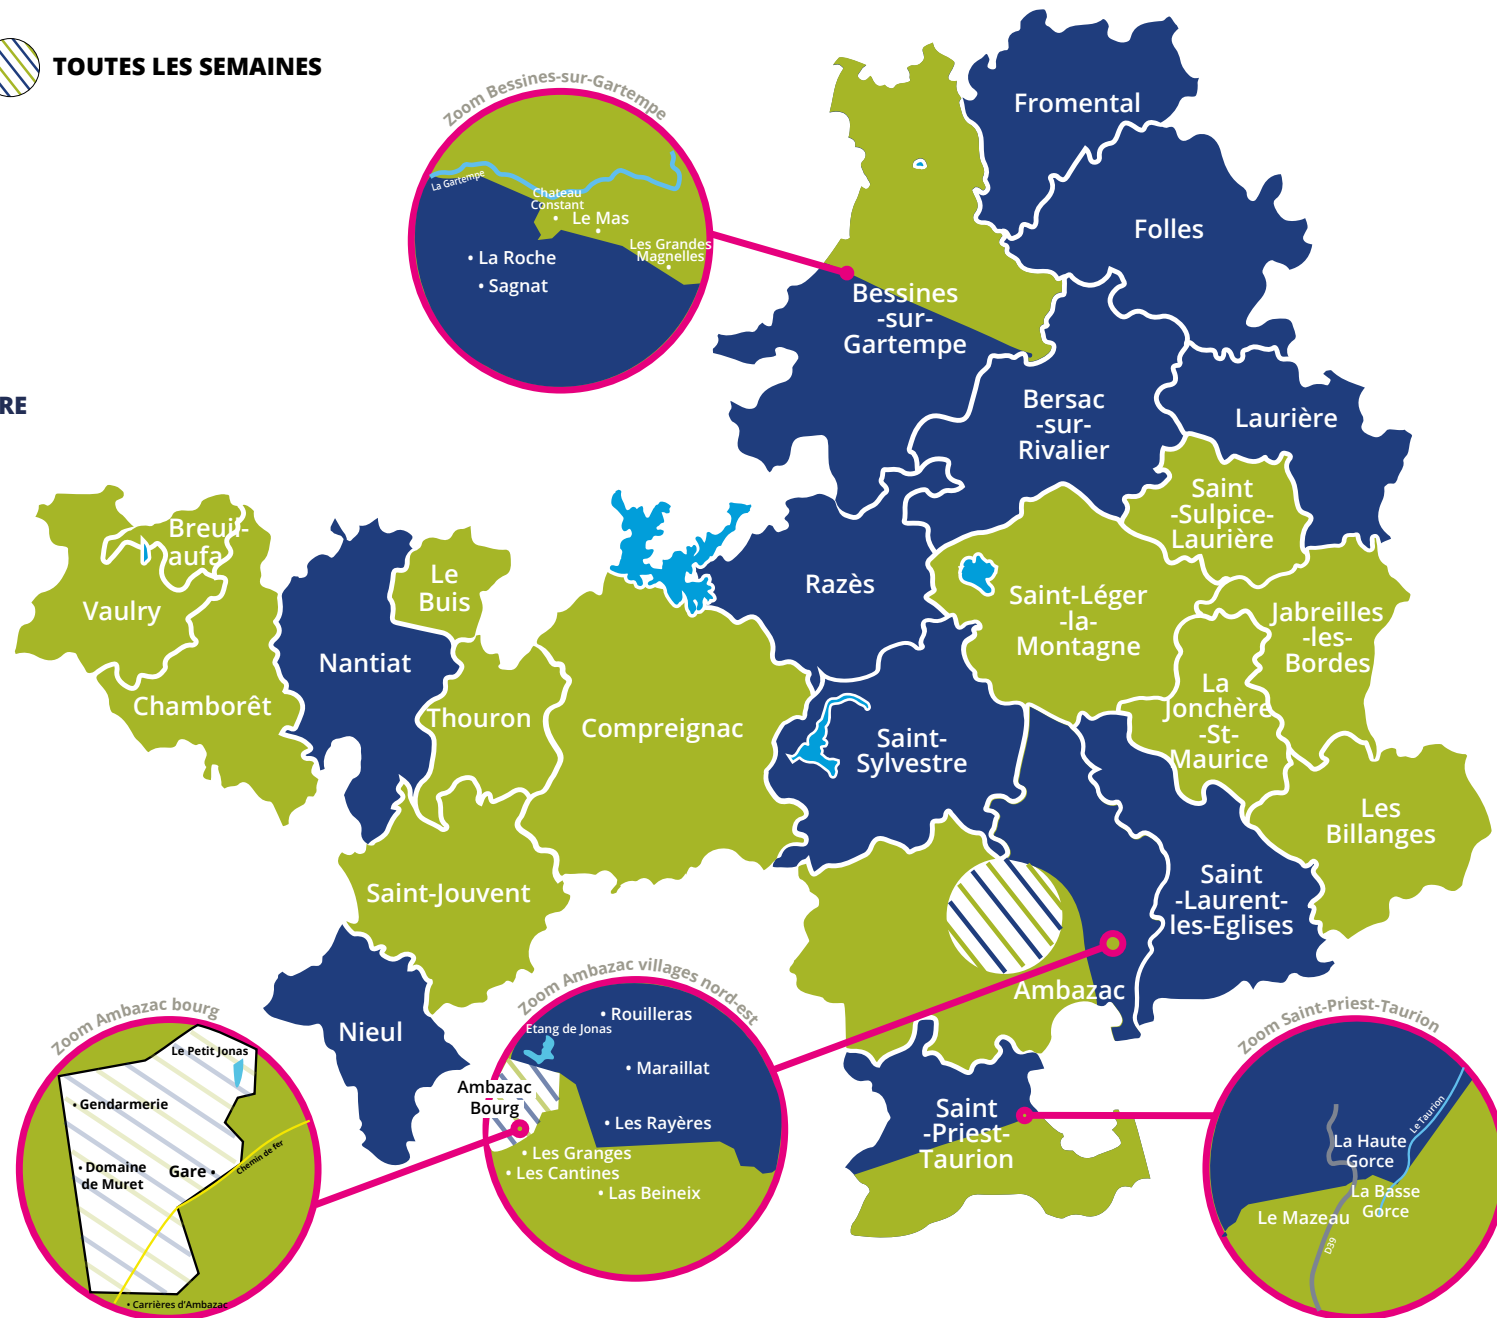 TOUTES LES SEMAINES
RE
Zoom Bessines-sur-Gartempe
La Gartempe
Chateau
Constant
• Le Mas
Les Grandes
Magnelles
• La Roche
• Sagnat
Fromental
Folles
Bessines
-sur-
Gartempe
Bersac
-sur-
Rivalier
Laurière
Saint
-Sulpice-
Laurière
Breuil-
aufa
Vaulry
Chamborêt
Nantiat
Le
Buis
Thouron
Compreignac
Razès
Saint-Léger
-la-
Montagne
Jabreilles
-les-
Bordes
La
Jonchère
-St-
Maurice
Saint-
Sylvestre
Les
Billanges
Saint-Jouvent
Saint
-Laurent-
les-Eglises
Nieul
Ambazac
Saint
-Priest-
Taurion
Zoom Ambazac bourg
Le Petit Jonas
• Gendarmerie
• Domaine
de Muret
Gare •
Chemin de fer
• Carrières d'Ambazac
Zoom Ambazac villages nord-est
• Rouilleras
Etang de Jonas
• Maraillat
Ambazac
Bourg
• Les Rayères
• Les Granges
• Les Cantines
• Las Beineix
Zoom Saint-Priest-Taurion
Le Taurion
La Haute
Gorce
La Basse
Gorce
Le Mazeau
D39